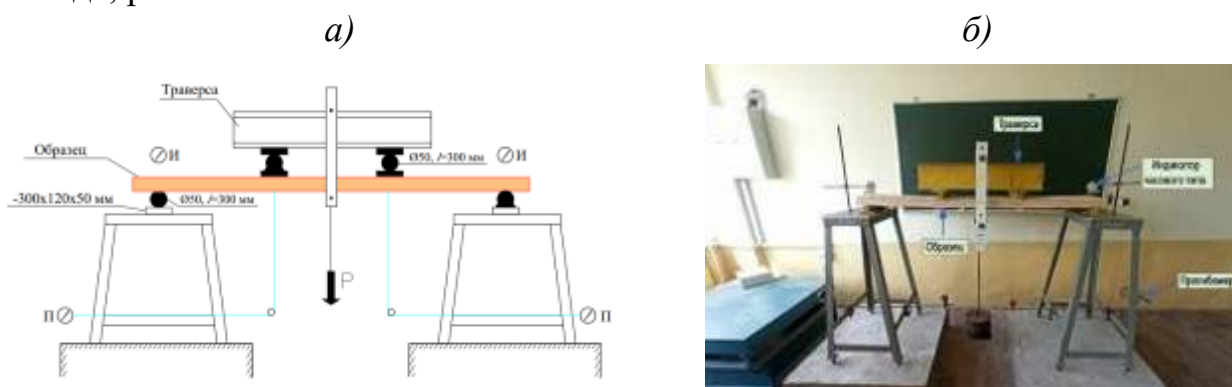 а)
б)
Траверса
Образец
И
И
Ø50, l=300 мм
-300x120x50 мм
Ø50, l=300 мм
P
П
П
Траверса
Индикатор
часового типа
Образец
Прогибомер